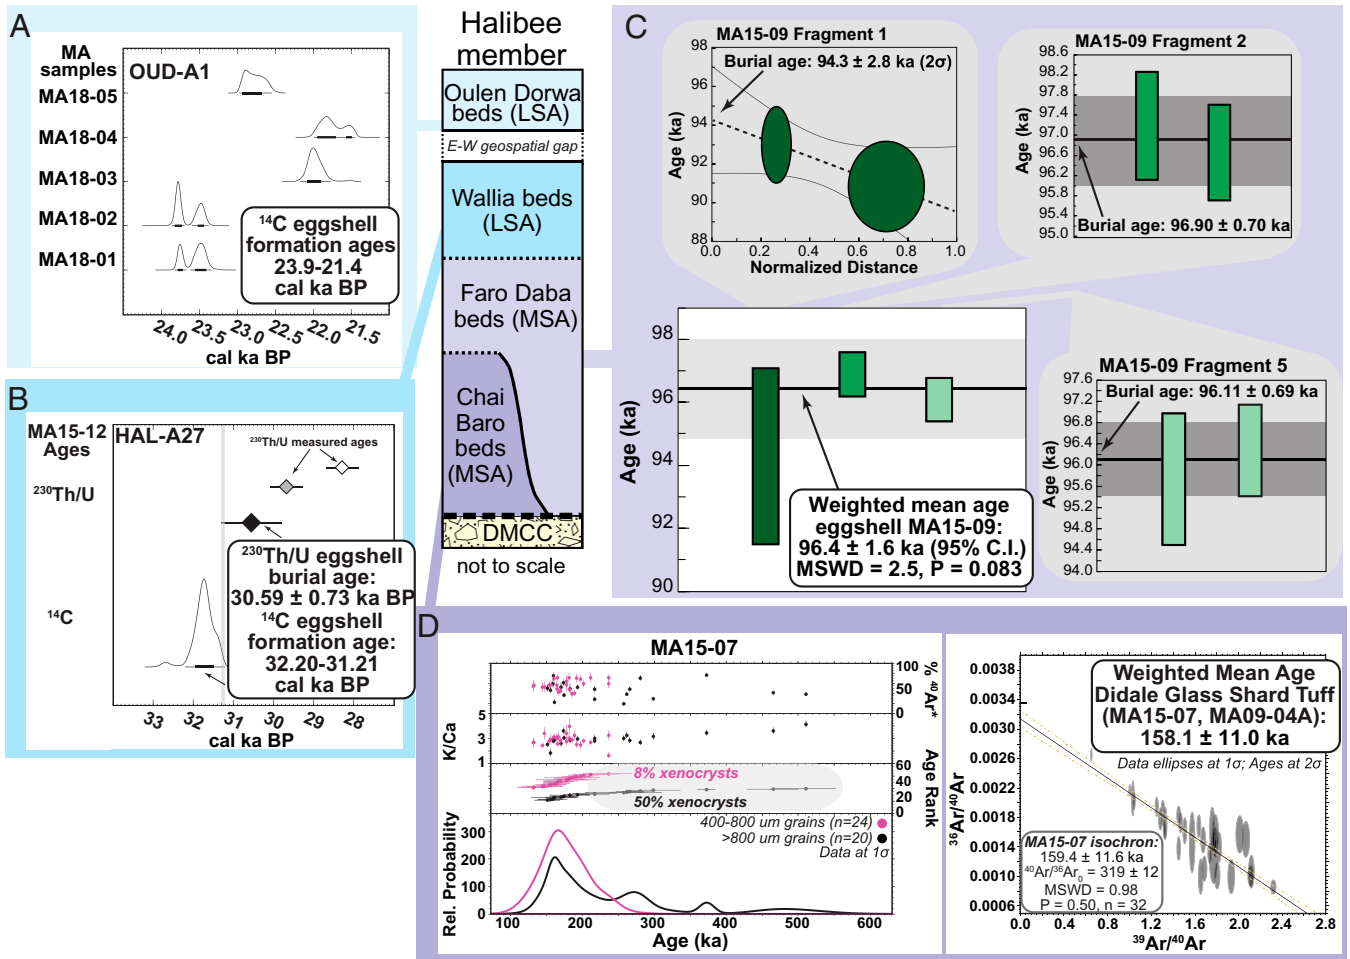 A
MA
samples
OUD-A1
MA18-05
MA18-04
MA18-03
MA18-02
MA18-01
¹⁴C eggshell
formation ages
23.9-21.4
cal ka BP
24.0 23.5 23.0 22.5 22.0 21.5
cal ka BP
Halibee
member
Oulen Dorwa
beds (LSA)
E-W geospatial gap
Wallia beds
(LSA)
Faro Daba
beds (MSA)
Chai
Baro
beds
(MSA)
DMCC
not to scale
B
MA15-12
Ages
HAL-A27
²³⁰Th/U measured ages
²³⁰Th/U
²³⁰Th/U eggshell
burial age:
30.59 ± 0.73 ka BP
¹⁴C eggshell
formation age:
32.20-31.21
cal ka BP
¹⁴C
33 32 31 30 29 28
cal ka BP
C
MA15-09 Fragment 1
Burial age: 94.3 ± 2.8 ka (2σ)
Age (ka)
98
96
94
92
90
88
0.0 0.2 0.4 0.6 0.8 1.0
Normalized Distance
MA15-09 Fragment 2
Age (ka)
98.6
98.2
97.8
97.4
97.0
96.6
96.2
95.8
95.4
95.0
Burial age: 96.90 ± 0.70 ka
Age (ka)
98
96
94
92
90
Weighted mean age
eggshell MA15-09:
96.4 ± 1.6 ka (95% C.I.)
MSWD = 2.5, P = 0.083
MA15-09 Fragment 5
Burial age: 96.11 ± 0.69 ka
Age (ka)
97.6
97.2
96.8
96.4
96.0
95.6
95.2
94.8
94.4
94.0
D
MA15-07
% ⁴⁰Ar*
100
50
0
K/Ca
5
3
1
Age Rank
60
40
20
0
8% xenocrysts
50% xenocrysts
400-800 um grains (n=24)
>800 um grains (n=20)
Data at 1σ
Rel. Probability
300
200
100
0
100 200 300 400 500 600
Age (ka)
Weighted Mean Age
Didale Glass Shard Tuff
(MA15-07, MA09-04A):
158.1 ± 11.0 ka
Data ellipses at 1σ; Ages at 2σ
³⁶Ar/⁴⁰Ar
0.0038
0.0034
0.0030
0.0026
0.0022
0.0018
0.0014
0.0010
0.0006
MA15-07 isochron:
159.4 ± 11.6 ka
⁴⁰Ar/³⁶Ar₀ = 319 ± 12
MSWD = 0.98
P = 0.50, n = 32
0.0 0.4 0.8 1.2 1.6 2.0 2.4 2.8
³⁹Ar/⁴⁰Ar